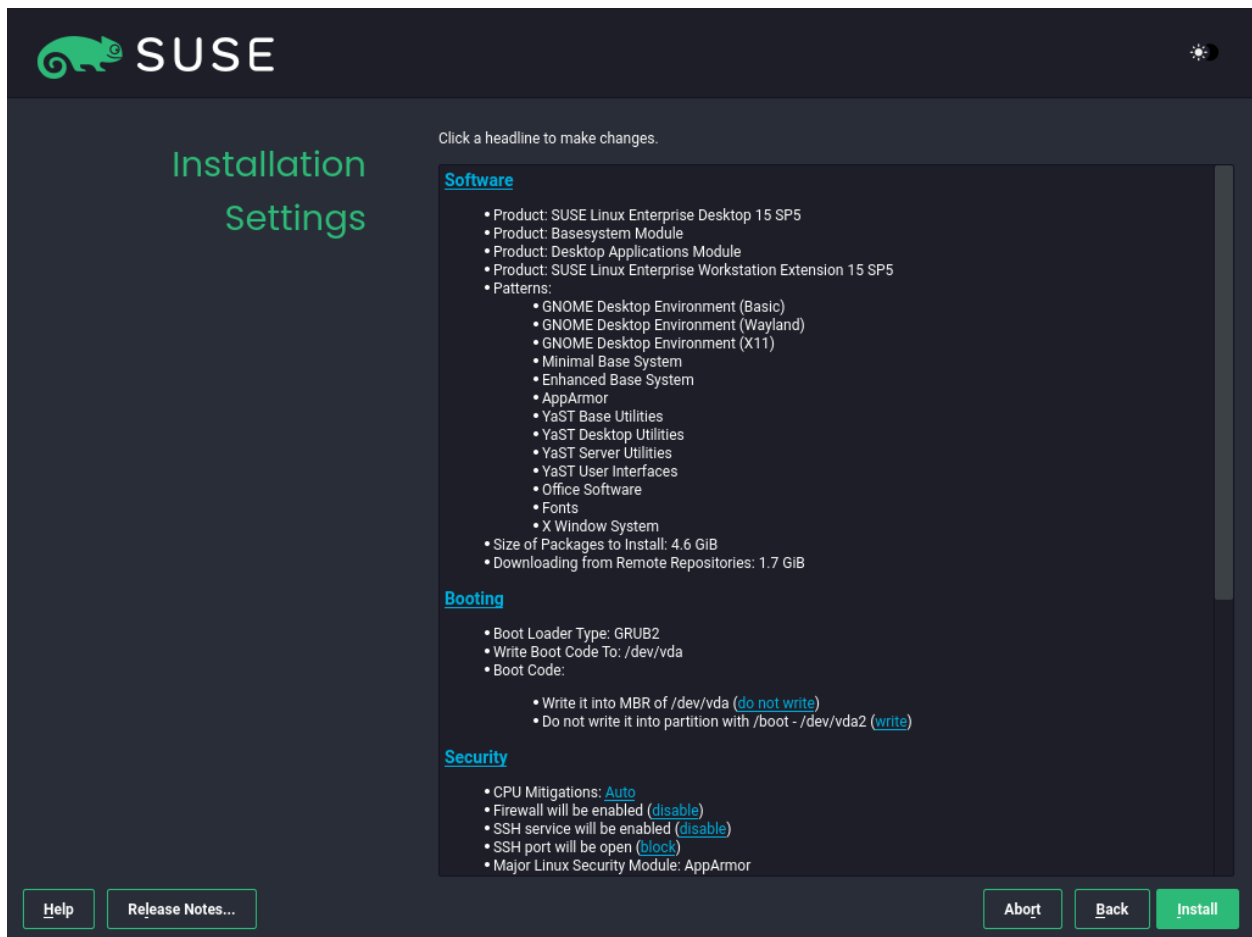 SUSE
Installation
Settings
Click a headline to make changes.
Software
• Product: SUSE Linux Enterprise Desktop 15 SP5
• Product: Basesystem Module
• Product: Desktop Applications Module
• Product: SUSE Linux Enterprise Workstation Extension 15 SP5
• Patterns:
• GNOME Desktop Environment (Basic)
• GNOME Desktop Environment (Wayland)
• GNOME Desktop Environment (X11)
• Minimal Base System
• Enhanced Base System
• AppArmor
• YaST Base Utilities
• YaST Desktop Utilities
• YaST Server Utilities
• YaST User Interfaces
• Office Software
• Fonts
• X Window System
• Size of Packages to Install: 4.6 GiB
• Downloading from Remote Repositories: 1.7 GiB
Booting
• Boot Loader Type: GRUB2
• Write Boot Code To: /dev/vda
• Boot Code:
• Write it into MBR of /dev/vda (do not write)
• Do not write it into partition with /boot - /dev/vda2 (write)
Security
• CPU Mitigations: Auto
• Firewall will be enabled (disable)
• SSH service will be enabled (disable)
• SSH port will be open (block)
• Major Linux Security Module: AppArmor
Help Release Notes... Abort Back Install